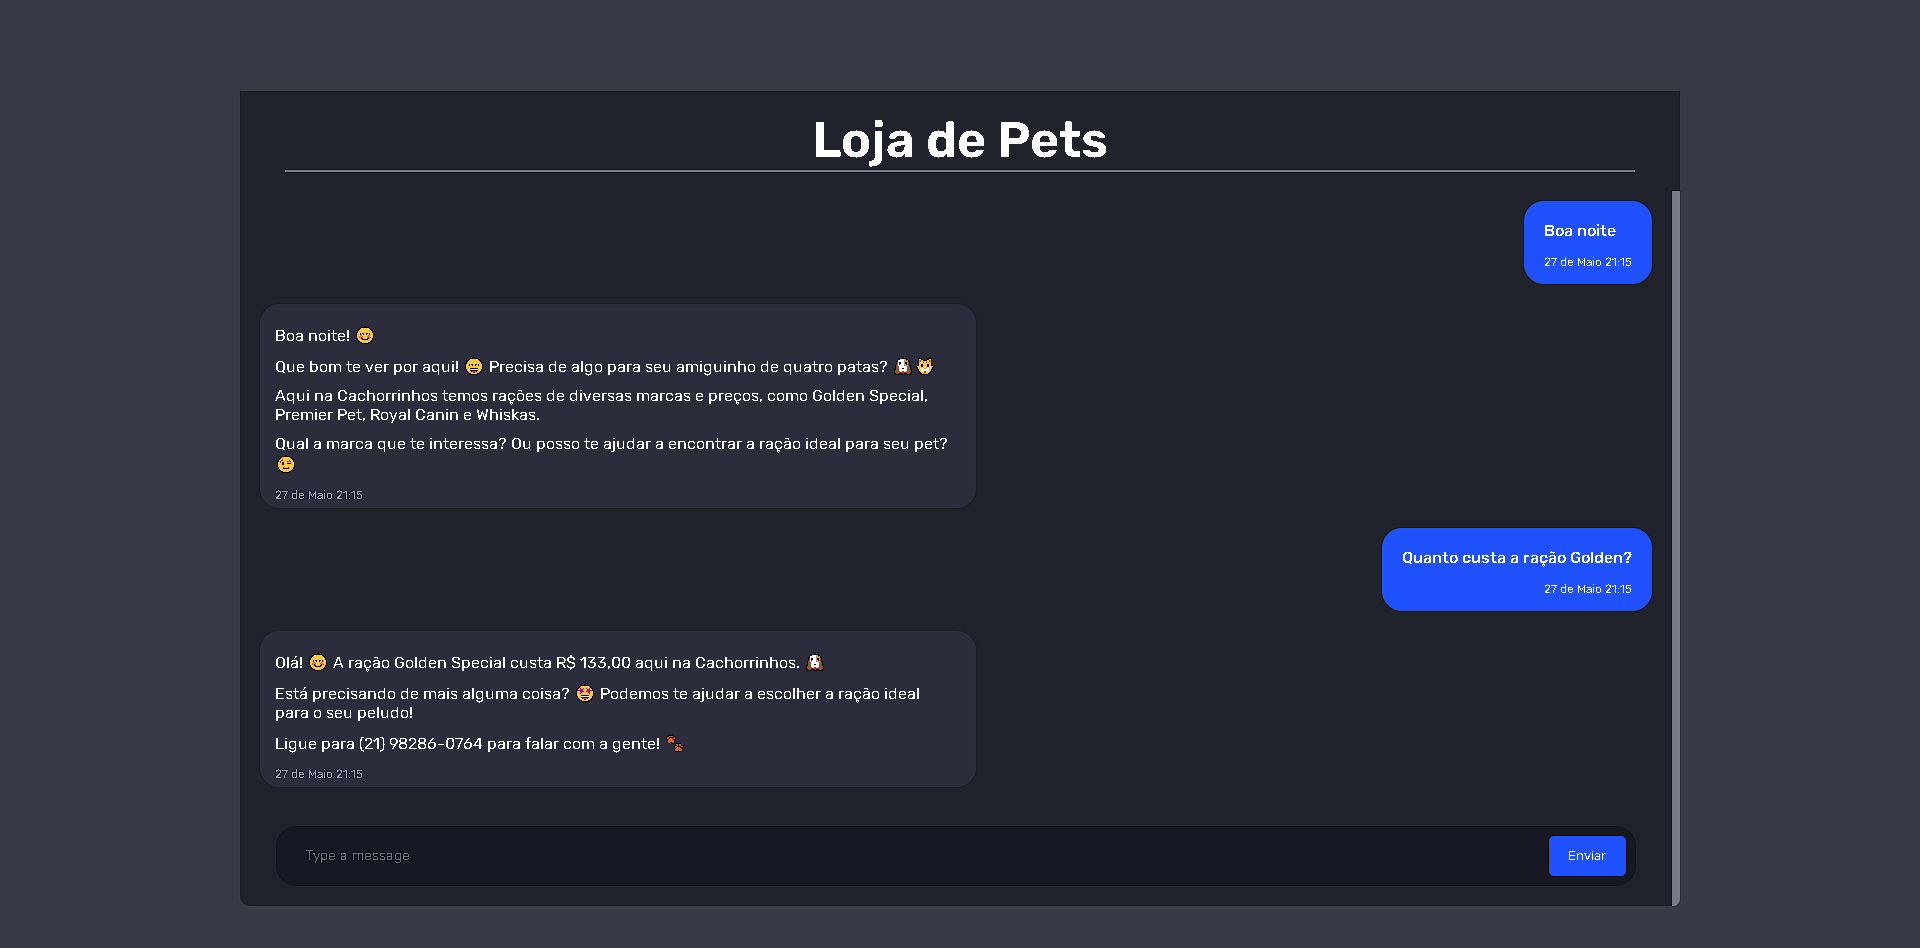 Loja de Pets
Boa noite
27 de Maio 21:15
Boa noite! 😊
Que bom te ver por aqui! 😄 Precisa de algo para seu amiguinho de quatro patas? 🐶🐱
Aqui na Cachorrinhos temos rações de diversas marcas e preços, como Golden Special,
Premier Pet, Royal Canin e Whiskas.
Qual a marca que te interessa? Ou posso te ajudar a encontrar a ração ideal para seu pet?
😉
27 de Maio 21:15
Quanto custa a ração Golden?
27 de Maio 21:15
Olá! 😊 A ração Golden Special custa R$ 133,00 aqui na Cachorrinhos. 🐶
Está precisando de mais alguma coisa? 🤩 Podemos te ajudar a escolher a ração ideal
para o seu peludo!
Ligue para (21) 98286-0764 para falar com a gente! 🐾
27 de Maio 21:15
Type a message
Enviar